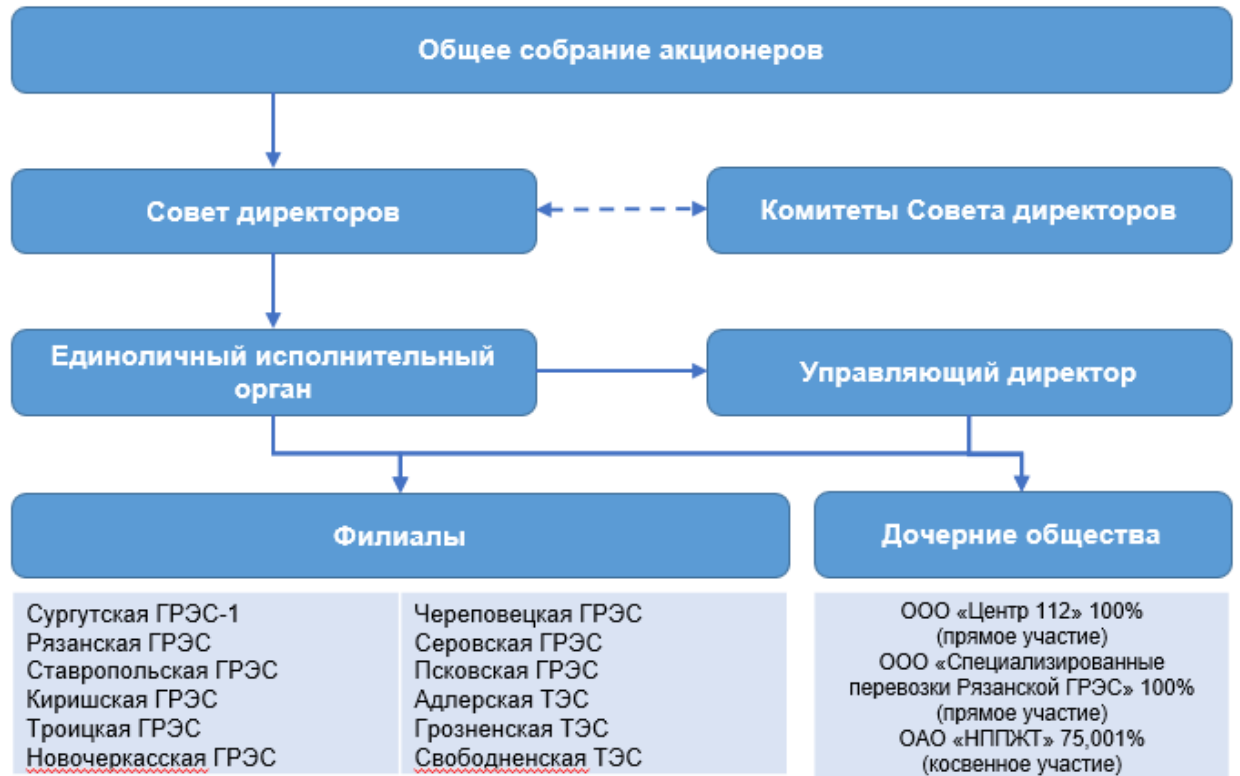 Общее собрание акционеров
Совет директоров
Комитеты Совета директоров
Единоличный исполнительный
орган
Управляющий директор
Филиалы
Дочерние общества
Сургутская ГРЭС-1
Рязанская ГРЭС
Ставропольская ГРЭС
Киришская ГРЭС
Троицкая ГРЭС
Новочеркасская ГРЭС
Череповецкая ГРЭС
Серовская ГРЭС
Псковская ГРЭС
Адлерская ТЭС
Грозненская ТЭС
Свободненская ТЭС
ООО «Центр 112» 100%
(прямое участие)
ООО «Специализированные
перевозки Рязанской ГРЭС» 100%
(прямое участие)
ОАО «НППЖТ» 75,001%
(косвенное участие)